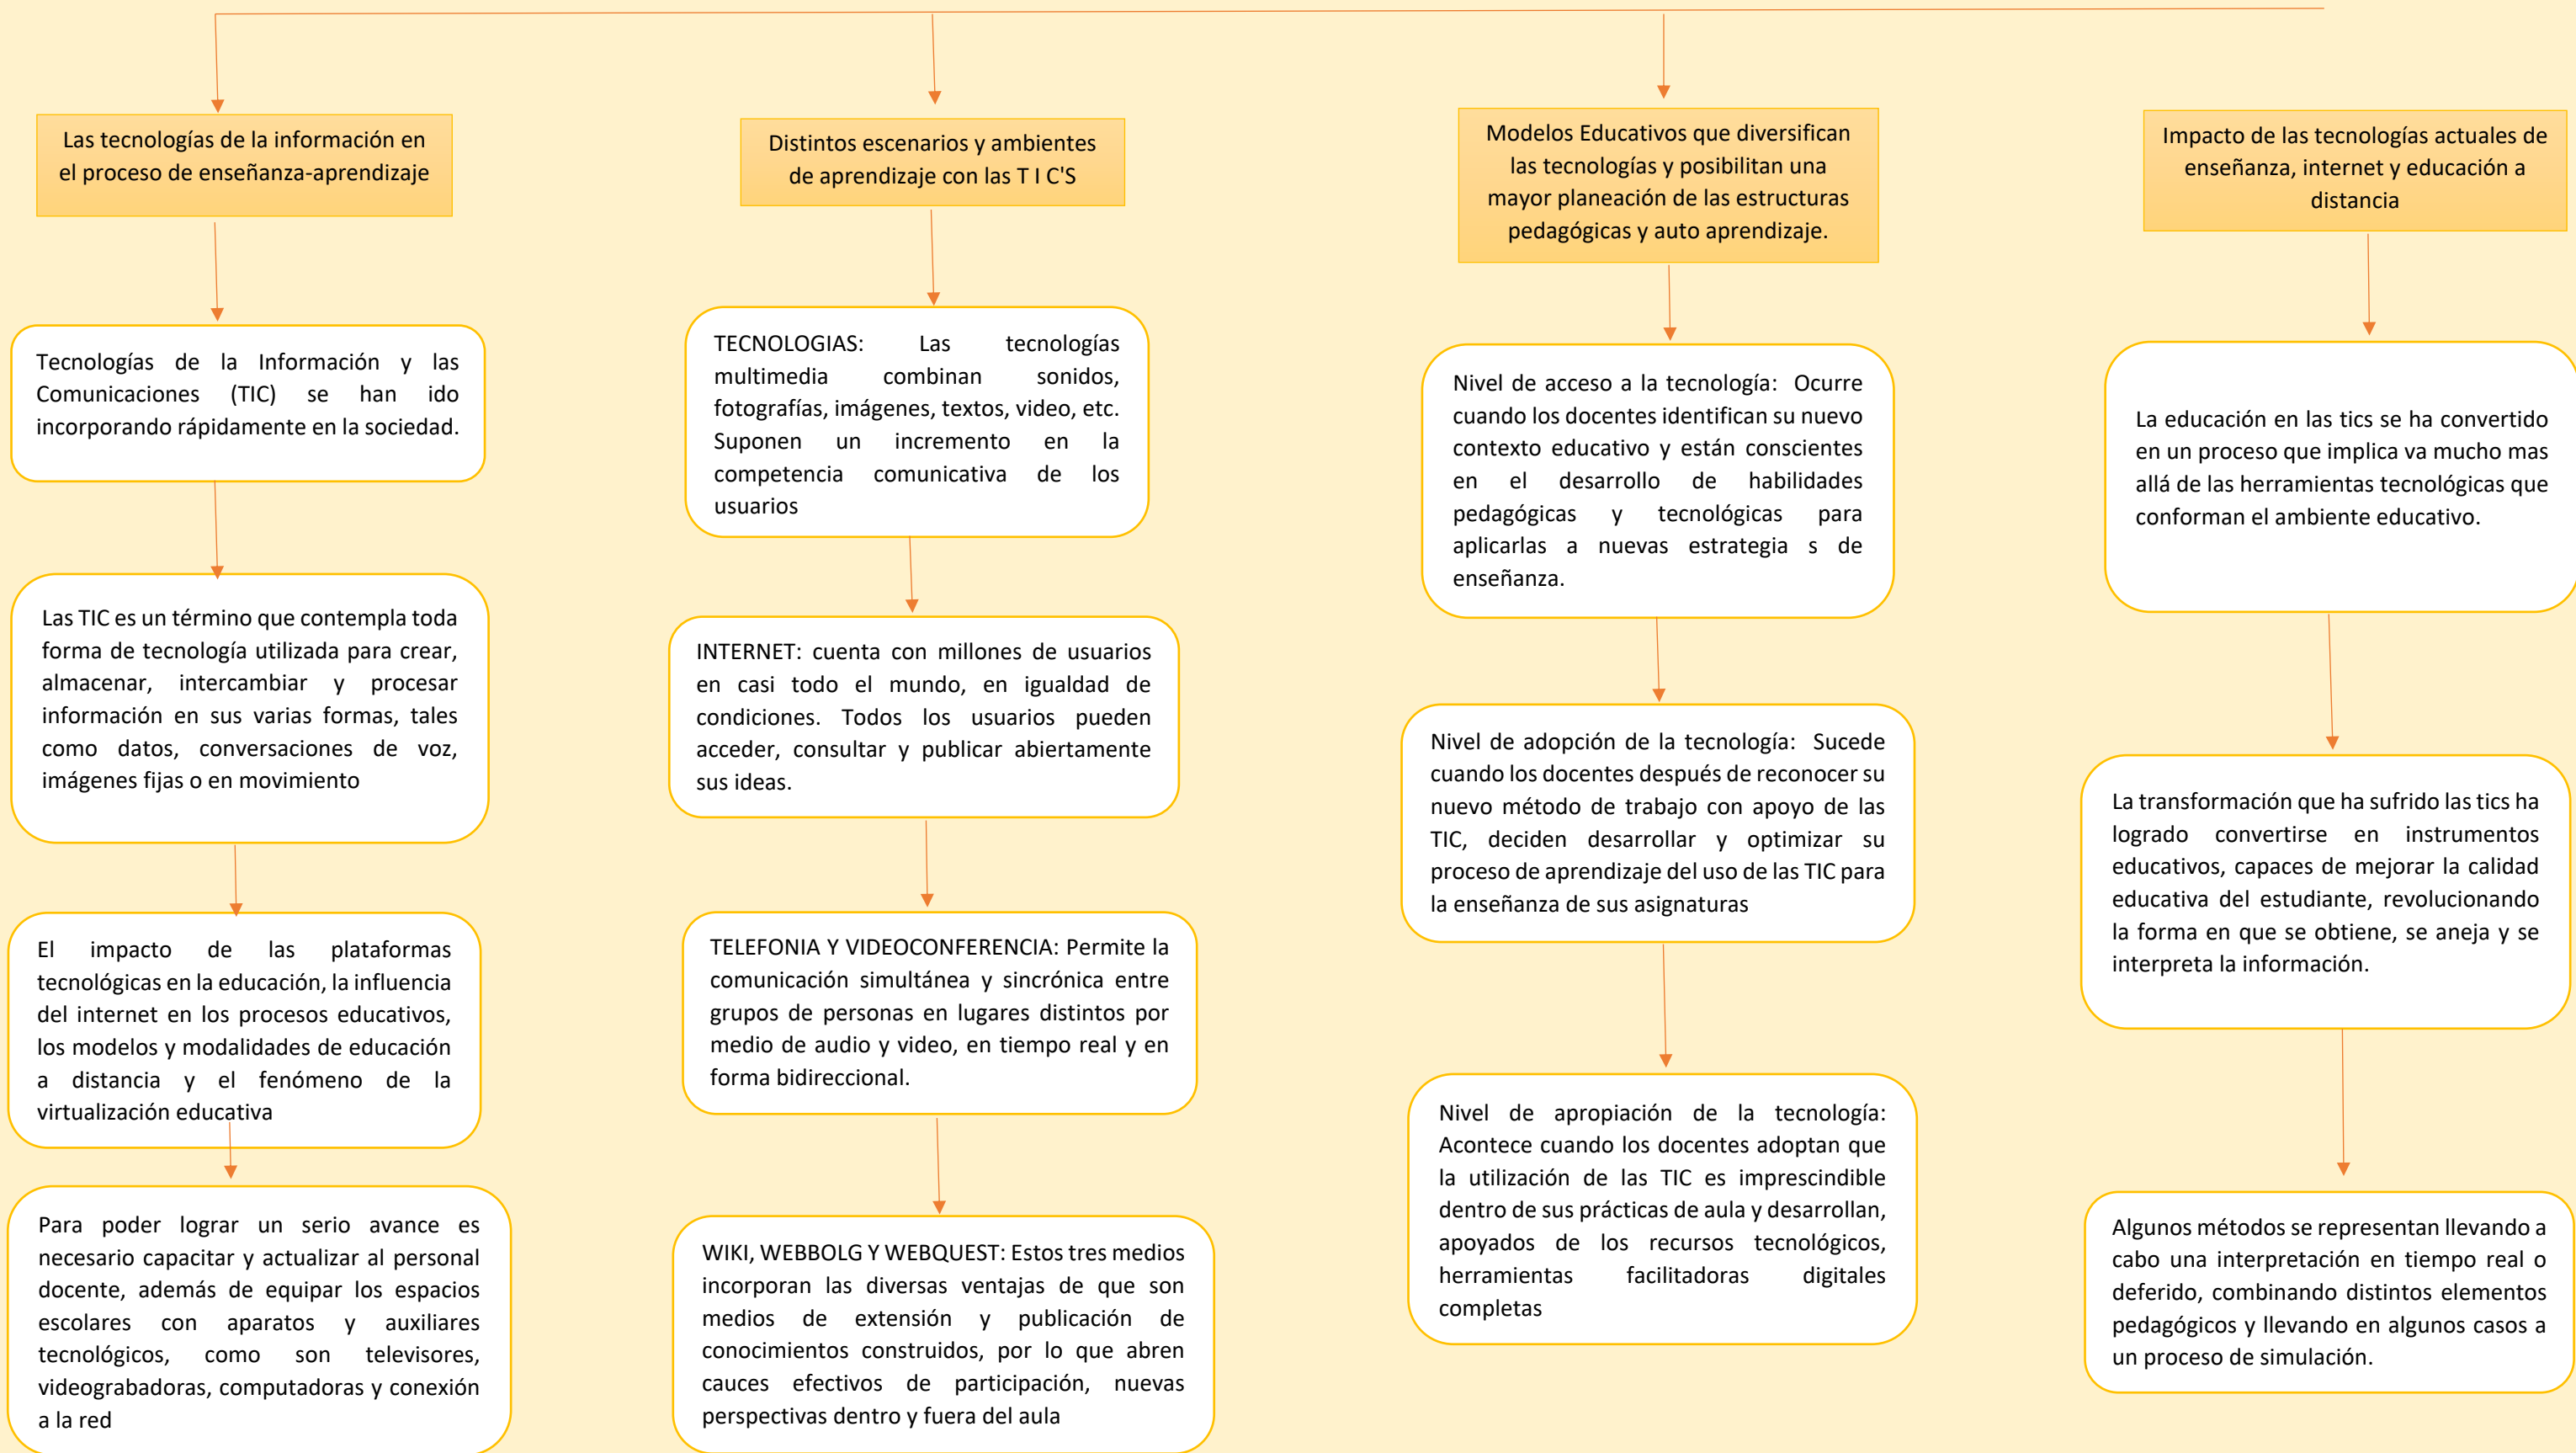 Las tecnologías de la información en
el proceso de enseñanza-aprendizaje
Tecnologías de la Información y las
Comunicaciones (TIC) se han ido
incorporando rápidamente en la sociedad.
Las TIC es un término que contempla toda
forma de tecnología utilizada para crear,
almacenar, intercambiar y procesar
información en sus varias formas, tales
como datos, conversaciones de voz,
imágenes fijas o en movimiento
El impacto de las plataformas
tecnológicas en la educación, la influencia
del internet en los procesos educativos,
los modelos y modalidades de educación
a distancia y el fenómeno de la
virtualización educativa
Para poder lograr un serio avance es
necesario capacitar y actualizar al personal
docente, además de equipar los espacios
escolares con aparatos y auxiliares
tecnológicos, como son televisores,
videograbadoras, computadoras y conexión
a la red
Distintos escenarios y ambientes
de aprendizaje con las T I C'S
TECNOLOGIAS: Las tecnologías
multimedia combinan sonidos,
fotografías, imágenes, textos, video, etc.
Suponen un incremento en la
competencia comunicativa de los
usuarios
INTERNET: cuenta con millones de usuarios
en casi todo el mundo, en igualdad de
condiciones. Todos los usuarios pueden
acceder, consultar y publicar abiertamente
sus ideas.
TELEFONIA Y VIDEOCONFERENCIA: Permite la
comunicación simultánea y sincrónica entre
grupos de personas en lugares distintos por
medio de audio y video, en tiempo real y en
forma bidireccional.
WIKI, WEBBOLG Y WEBQUEST: Estos tres medios
incorporan las diversas ventajas de que son
medios de extensión y publicación de
conocimientos construidos, por lo que abren
cauces efectivos de participación, nuevas
perspectivas dentro y fuera del aula
Modelos Educativos que diversifican
las tecnologías y posibilitan una
mayor planeación de las estructuras
pedagógicas y auto aprendizaje.
Nivel de acceso a la tecnología: Ocurre
cuando los docentes identifican su nuevo
contexto educativo y están conscientes
en el desarrollo de habilidades
pedagógicas y tecnológicas para
aplicarlas a nuevas estrategia s de
enseñanza.
Nivel de adopción de la tecnología: Sucede
cuando los docentes después de reconocer su
nuevo método de trabajo con apoyo de las
TIC, deciden desarrollar y optimizar su
proceso de aprendizaje del uso de las TIC para
la enseñanza de sus asignaturas
Nivel de apropiación de la tecnología:
Acontece cuando los docentes adoptan que
la utilización de las TIC es imprescindible
dentro de sus prácticas de aula y desarrollan,
apoyados de los recursos tecnológicos,
herramientas facilitadoras digitales
completas
Impacto de las tecnologías actuales de
enseñanza, internet y educación a
distancia
La educación en las tics se ha convertido
en un proceso que implica va mucho mas
allá de las herramientas tecnológicas que
conforman el ambiente educativo.
La transformación que ha sufrido las tics ha
logrado convertirse en instrumentos
educativos, capaces de mejorar la calidad
educativa del estudiante, revolucionando
la forma en que se obtiene, se aneja y se
interpreta la información.
Algunos métodos se representan llevando a
cabo una interpretación en tiempo real o
deferido, combinando distintos elementos
pedagógicos y llevando en algunos casos a
un proceso de simulación.